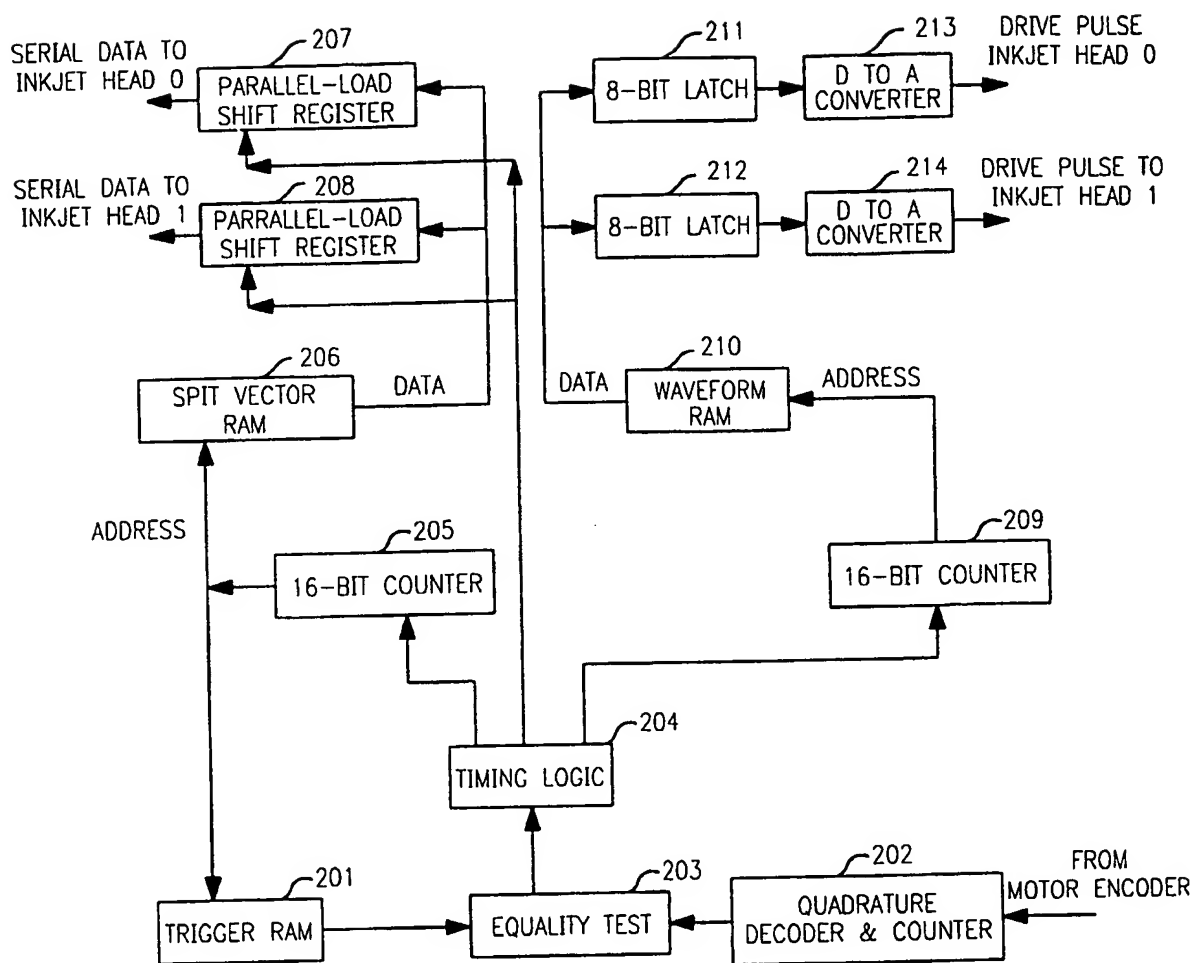 207
SERIAL DATA TO
INKJET HEAD 0
PARALLEL-LOAD
SHIFT REGISTER
211
8-BIT LATCH
213
D TO A
CONVERTER
DRIVE PULSE
INKJET HEAD 0
208
SERIAL DATA TO
INKJET HEAD 1
PARRALLEL-LOAD
SHIFT REGISTER
212
8-BIT LATCH
214
D TO A
CONVERTER
DRIVE PULSE TO
INKJET HEAD 1
206
SPIT VECTOR
RAM
DATA
DATA
210
WAVEFORM
RAM
ADDRESS
ADDRESS
205
16-BIT COUNTER
209
16-BIT COUNTER
204
TIMING LOGIC
201
TRIGGER RAM
203
EQUALITY TEST
202
QUADRATURE
DECODER & COUNTER
FROM
MOTOR ENCODER